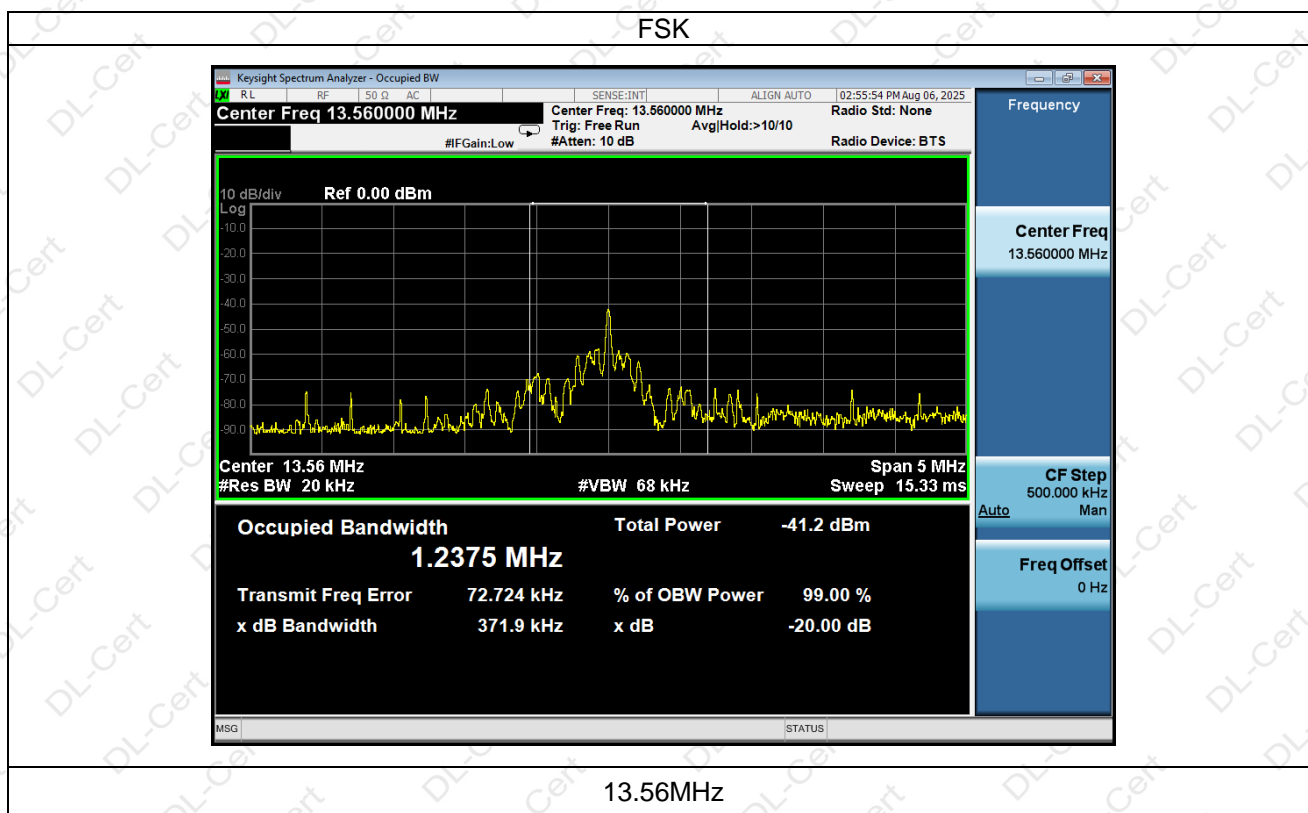 FSK
Keysight Spectrum Analyzer - Occupied BW
LXI RL RF 50 Ω AC SENSE:INT ALIGN AUTO 02:55:54 PM Aug 06, 2025
Center Freq 13.560000 MHz
Center Freq: 13.560000 MHz Radio Std: None
Trig: Free Run Avg|Hold:>10/10
#IFGain:Low #Atten: 10 dB Radio Device: BTS
Frequency
10 dB/div Ref 0.00 dBm
Log
-10.0
-20.0
-30.0
-40.0
-50.0
-60.0
-70.0
-80.0
-90.0
Center 13.56 MHz Span 5 MHz
#Res BW 20 kHz #VBW 68 kHz Sweep 15.33 ms
Center Freq
13.560000 MHz
CF Step
500.000 kHz
Auto Man
Freq Offset
0 Hz
Occupied Bandwidth Total Power -41.2 dBm
1.2375 MHz
Transmit Freq Error 72.724 kHz % of OBW Power 99.00 %
x dB Bandwidth 371.9 kHz x dB -20.00 dB
MSG STATUS
13.56MHz
DL-Cert